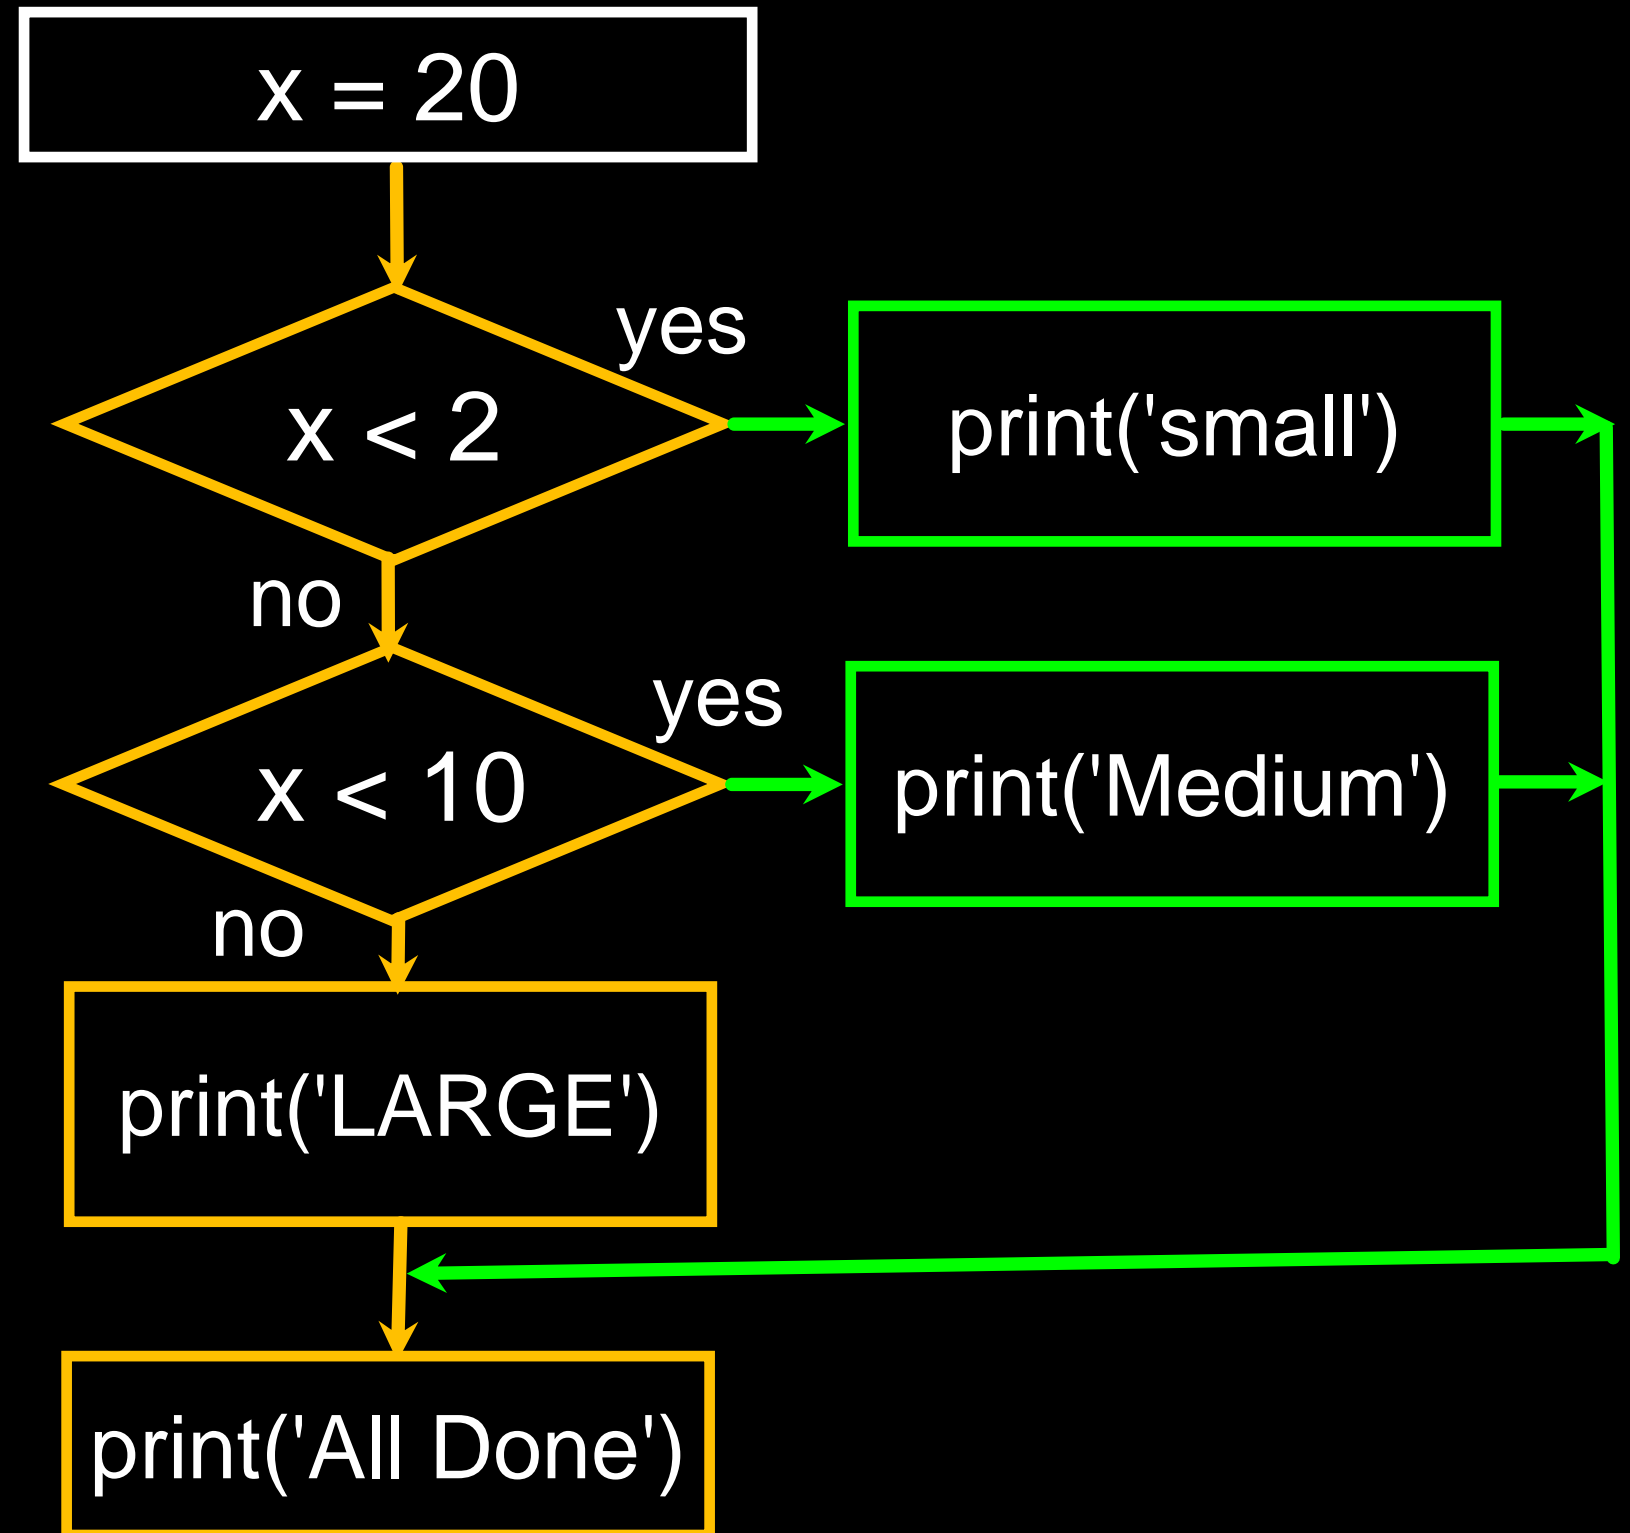 x = 20
yes
x < 2
print('small')
no
yes
x < 10
print('Medium')
no
print('LARGE')
print('All Done')